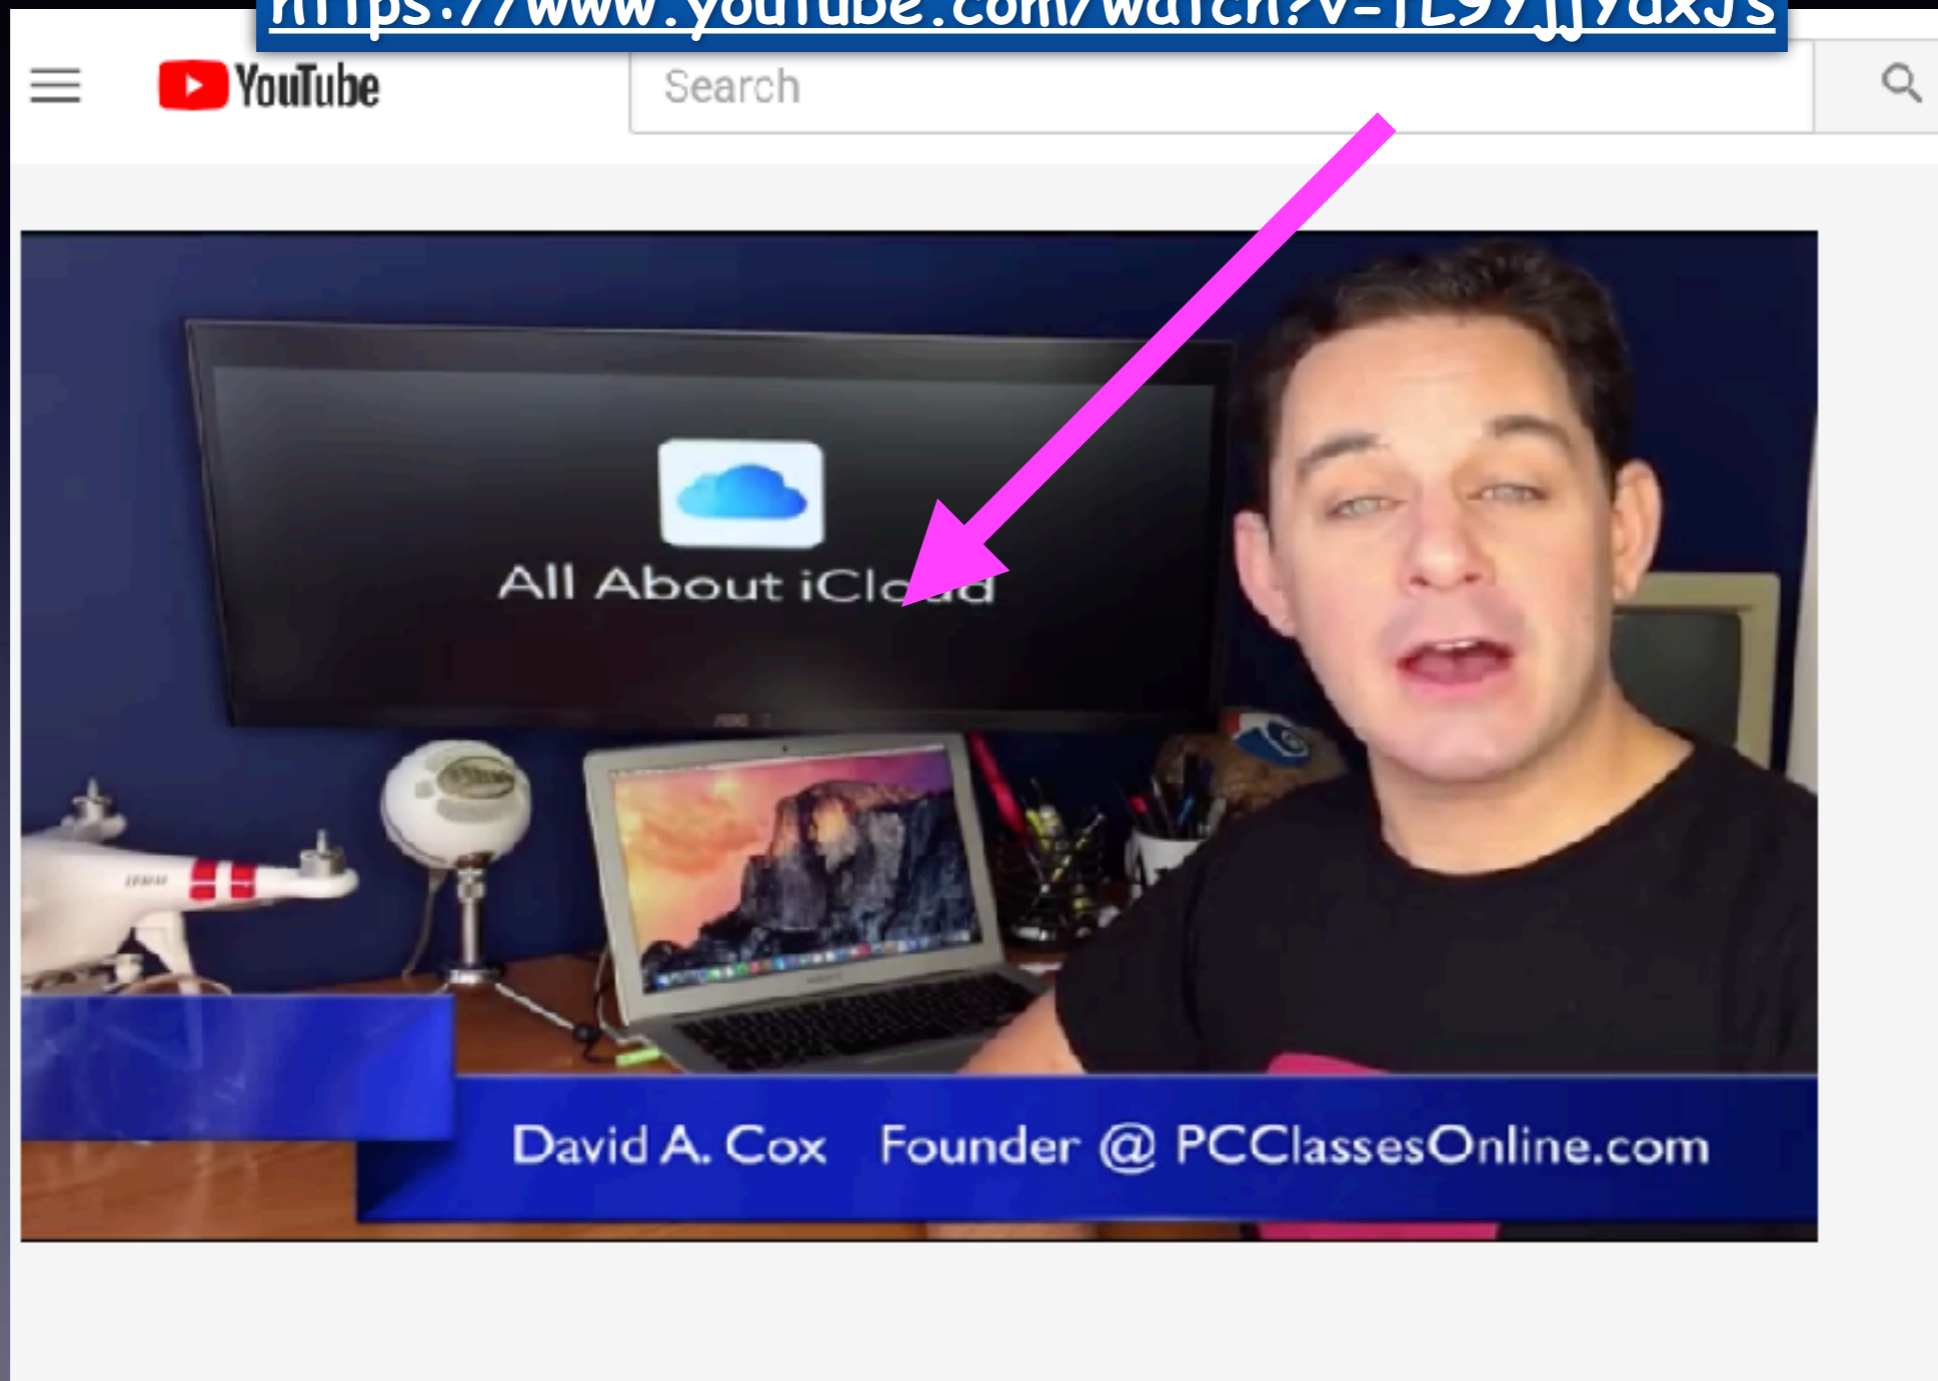 YouTube
Search
All About iCloud
David A. Cox Founder @ PCClassesOnline.com